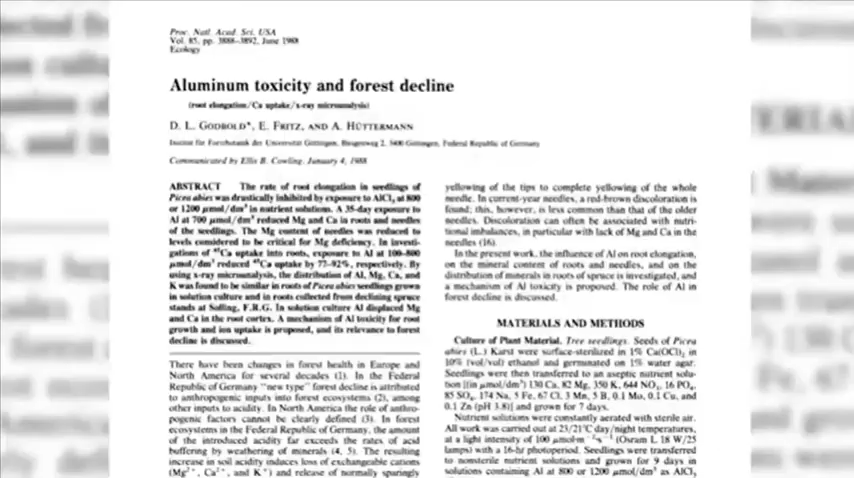 Proc. Natl. Acad. Sci. USA
Vol. 85, pp. 3888-3892, June 1988
Ecology
Aluminum toxicity and forest decline
(root elongation/Ca uptake/x-ray microanalysis)
D. L. GODBOLD*, E. FRITZ, AND A. HÜTTERMANN
Institut für Forstbotanik der Universität Göttingen, Büsgenweg 2, 3400 Göttingen, Federal Republic of Germany
Communicated by Ellis B. Cowling, January 4, 1988
ABSTRACT The rate of root elongation in seedlings of
Picea abies was drastically inhibited by exposure to AlCl₃ at 800
or 1200 μmol/dm³ in nutrient solutions. A 35-day exposure to
Al at 700 μmol/dm³ reduced Mg and Ca in roots and needles
of the seedlings. The Mg content of needles was reduced to
levels considered to be critical for Mg deficiency. In investi-
gations of ⁴⁵Ca uptake into roots, exposure to Al at 100-800
μmol/dm³ reduced ⁴⁵Ca uptake by 77-92%, respectively. By
using x-ray microanalysis, the distribution of Al, Mg, Ca, and
K was found to be similar in roots of Picea abies seedlings grown
in solution culture and in roots collected from declining spruce
stands at Solling, F.R.G. In solution culture Al displaced Mg
and Ca in the root cortex. A mechanism of Al toxicity for root
growth and ion uptake is proposed, and its relevance to forest
decline is discussed.
There have been changes in forest health in Europe and
North America for several decades (1). In the Federal
Republic of Germany "new type" forest decline is attributed
to anthropogenic inputs into forest ecosystems (2), among
other inputs to acidity. In North America the role of anthro-
pogenic factors cannot be clearly defined (3). In forest
ecosystems in the Federal Republic of Germany, the amount
of the introduced acidity far exceeds the rates of acid
buffering by weathering of minerals (4, 5). The resulting
increase in soil acidity induces loss of exchangeable cations
(Mg²⁺, Ca²⁺, and K⁺) and release of normally sparingly
yellowing of the tips to complete yellowing of the whole
needle. In current-year needles, a red-brown discoloration is
found; this, however, is less common than that of the older
needles. Discoloration can often be associated with nutri-
tional imbalances, in particular with lack of Mg and Ca in the
needles (16).
In the present work, the influence of Al on root elongation,
on the mineral content of roots and needles, and on the
distribution of minerals in roots of spruce is investigated, and
a mechanism of Al toxicity is proposed. The role of Al in
forest decline is discussed.
MATERIALS AND METHODS
Culture of Plant Material. Tree seedlings. Seeds of Picea
abies (L.) Karst were surface-sterilized in 1% Ca(OCl)₂ in
10% (vol/vol) ethanol and germinated on 1% water agar.
Seedlings were then transferred to an aseptic nutrient solu-
tion [(in μmol/dm³) 130 Ca, 82 Mg, 350 K, 644 NO₃, 16 PO₄,
85 SO₄, 174 Na, 5 Fe, 67 Cl, 3 Mn, 5 B, 0.1 Mo, 0.1 Cu, and
0.1 Zn (pH 3.8)] and grown for 7 days.
Nutrient solutions were constantly aerated with sterile air.
All work was carried out at 23/21°C day/night temperatures,
at a light intensity of 100 μmol·m⁻²·s⁻¹ (Osram L 18 W/25
lamps) with a 16-hr photoperiod. Seedlings were transferred
to nonsterile nutrient solutions and grown for 9 days in
solutions containing Al at 800 or 1200 μmol/dm³ as AlCl₃